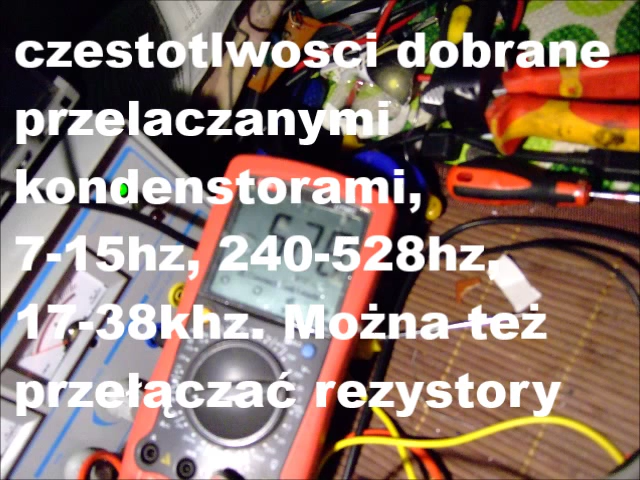 czestotlwosci dobrane
przelaczanymi
kondenstorami,
7-15hz, 240-528hz,
17-38khz. Można też
przełączać rezystory